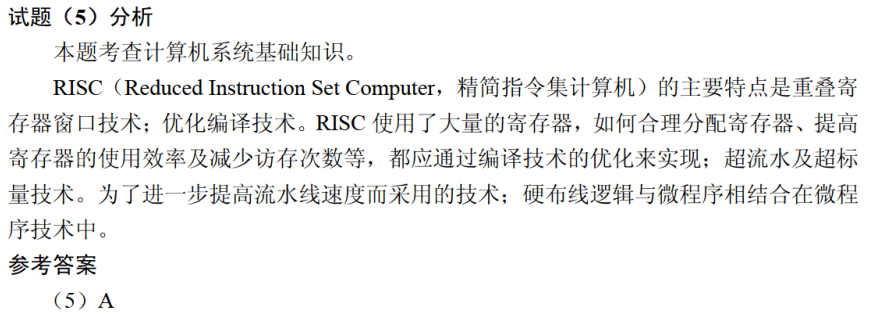 试题（5）分析
本题考查计算机系统基础知识。
RISC（Reduced Instruction Set Computer，精简指令集计算机）的主要特点是重叠寄
存器窗口技术；优化编译技术。RISC 使用了大量的寄存器，如何合理分配寄存器、提高
寄存器的使用效率及减少访存次数等，都应通过编译技术的优化来实现；超流水及超标
量技术。为了进一步提高流水线速度而采用的技术；硬布线逻辑与微程序相结合在微程
序技术中。
参考答案
（5）A